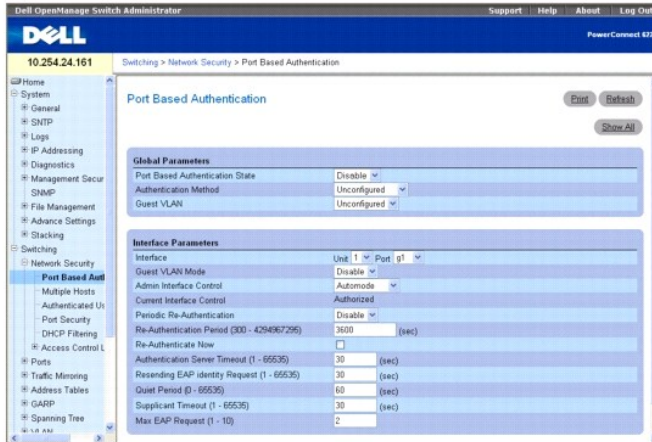 Dell OpenManage Switch Administrator
Support Help About Log Out
DELL
PowerConnect
10.254.24.161
Switching > Network Security > Port Based Authentication
Home
System
General
SNTP
Logs
IP Addressing
Diagnostics
Management Secur
SNMP
File Management
Advance Settings
Stacking
Switching
Network Security
Port Based Auth
Multiple Hosts
Authenticated Us
Port Security
DHCP Filtering
Access Control L
Ports
Traffic Mirroring
Address Tables
GARP
Spanning Tree
VLAN
Port Based Authentication
Print Refresh
Show All
Global Parameters
Port Based Authentication State Disable
Authentication Method Unconfigured
Guest VLAN Unconfigured
Interface Parameters
Interface Unit 1 Port g1
Guest VLAN Mode Disable
Admin Interface Control Automode
Current Interface Control Authorized
Periodic Re-Authentication Disable
Re-Authentication Period (300 - 4294967295) 3600 (sec)
Re-Authenticate Now
Authentication Server Timeout (1 - 65535) 30 (sec)
Resending EAP identity Request (1 - 65535) 30 (sec)
Quiet Period (0 - 65535) 60 (sec)
Supplicant Timeout (1 - 65535) 30 (sec)
Max EAP Request (1 - 10) 2